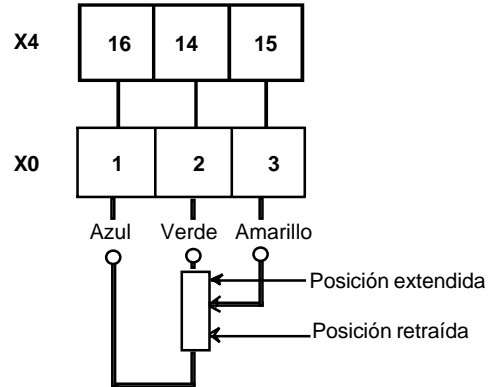 X4 16 14 15
X0 1 2 3
Azul Verde Amarillo
Posición extendida
Posición retraída